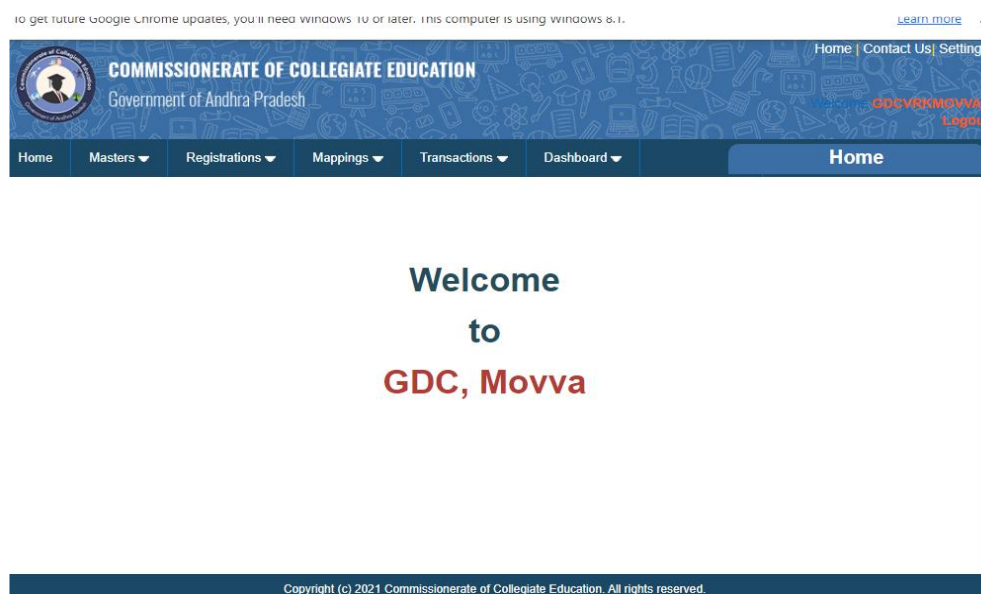 To get future Google Chrome updates, you'll need Windows 10 or later. This computer is using Windows 8.1.
Learn more
Home | Contact Us| Setting
COMMISSIONERATE OF COLLEGIATE EDUCATION
Government of Andhra Pradesh
Welcome GDCVRKMOVVA
Logou
Home Masters Registrations Mappings Transactions Dashboard Home
Welcome
to
GDC, Movva
Copyright (c) 2021 Commissionerate of Collegiate Education. All rights reserved.